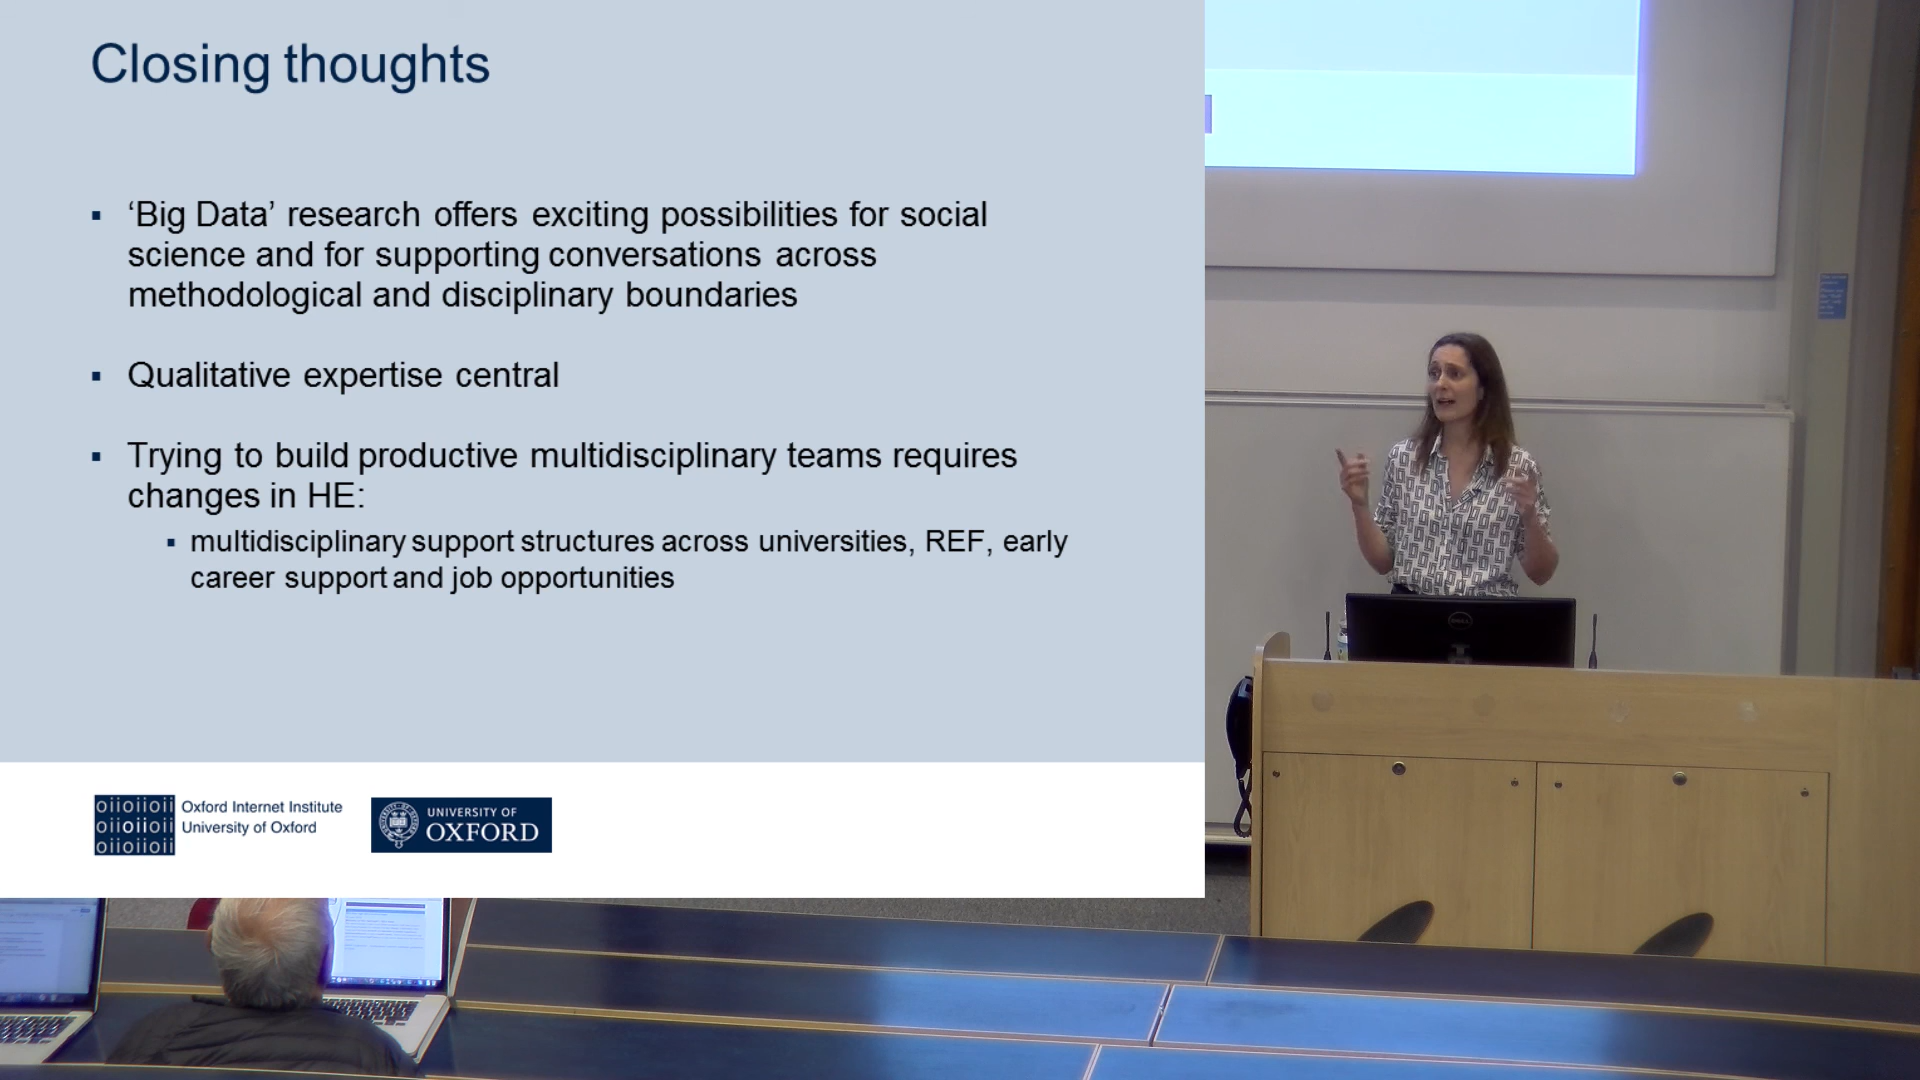 Closing thoughts
▪ ‘Big Data’ research offers exciting possibilities for social
science and for supporting conversations across
methodological and disciplinary boundaries
▪ Qualitative expertise central
▪ Trying to build productive multidisciplinary teams requires
changes in HE:
▪ multidisciplinary support structures across universities, REF, early
career support and job opportunities
oiioiioii
oiioiioii
oiioiioii
Oxford Internet Institute
University of Oxford
UNIVERSITY OF
OXFORD
DELL